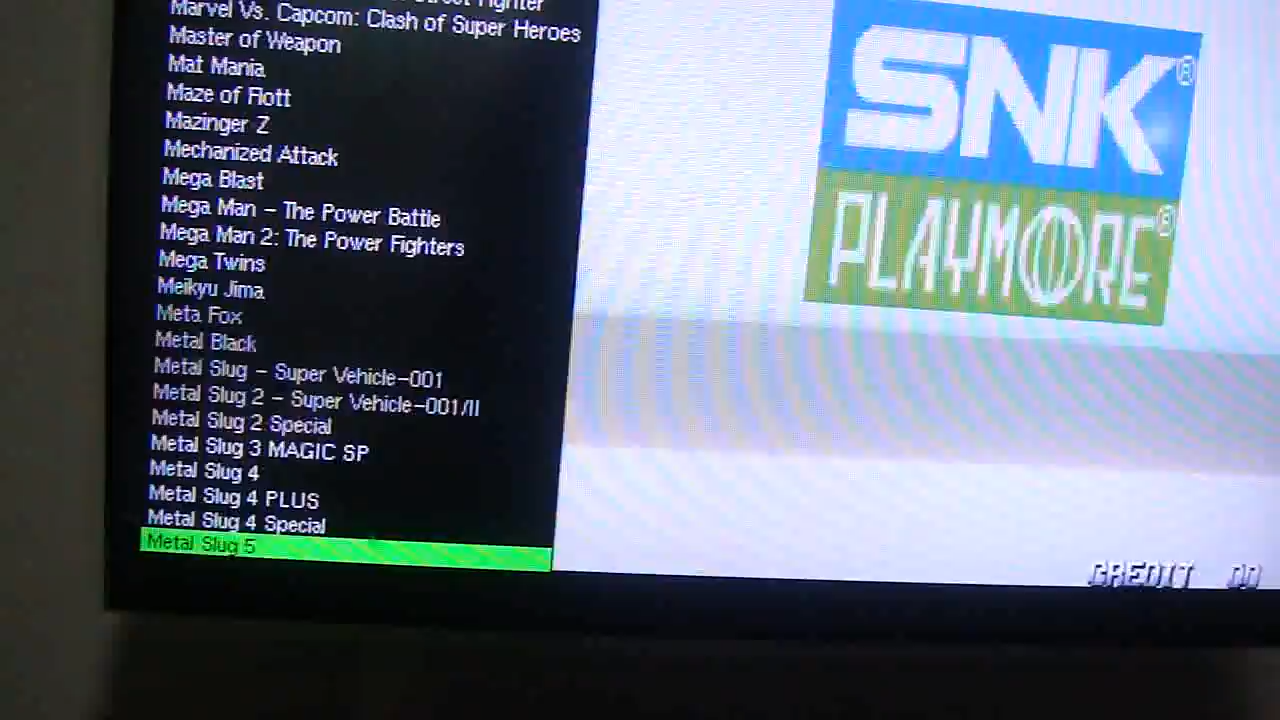 Street Fighter
Marvel Vs. Capcom: Clash of Super Heroes
Master of Weapon
Mat Mania
Maze of Flott
Mazinger Z
Mechanized Attack
Mega Blast
Mega Man - The Power Battle
Mega Man 2: The Power Fighters
Mega Twins
Meikyu Jima
Meta Fox
Metal Black
Metal Slug - Super Vehicle-001
Metal Slug 2 - Super Vehicle-001/II
Metal Slug 2 Special
Metal Slug 3 MAGIC SP
Metal Slug 4
Metal Slug 4 PLUS
Metal Slug 4 Special
Metal Slug 5
SNK®
PLAYMORE®
CREDIT 00